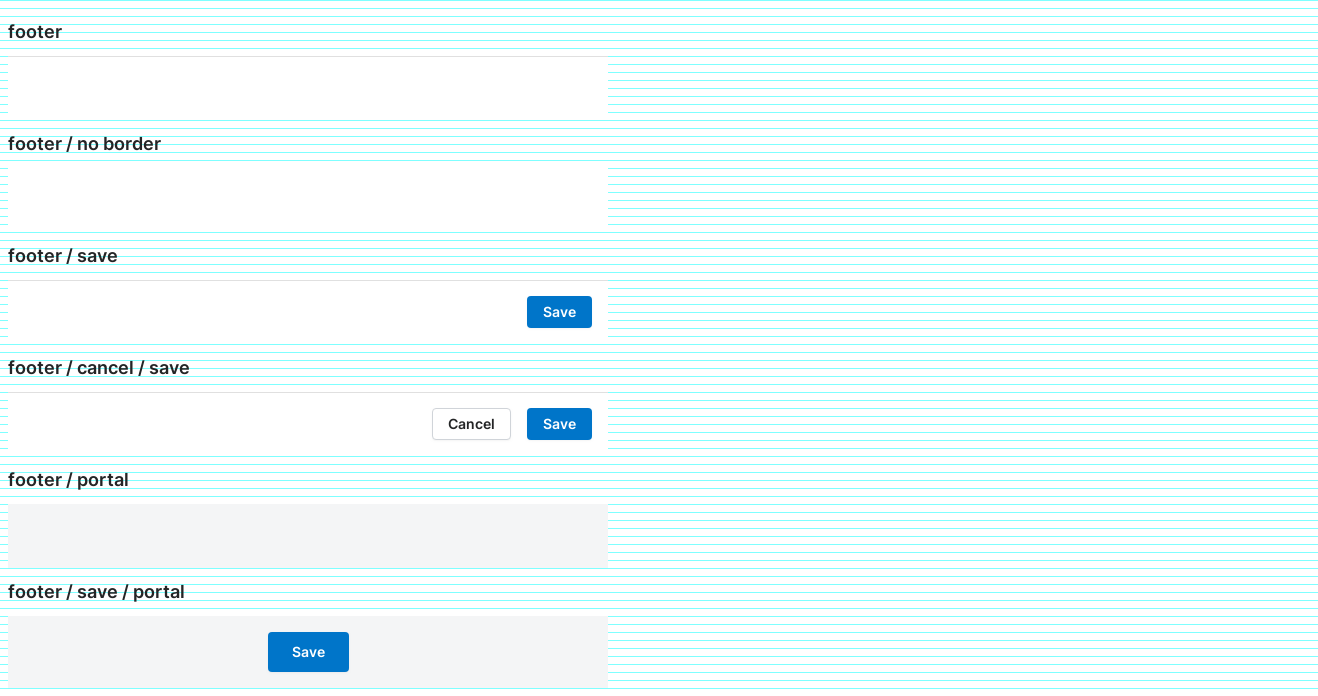 footer
footer / no border
footer / save
Save
footer / cancel / save
Cancel Save
footer / portal
footer / save / portal
Save